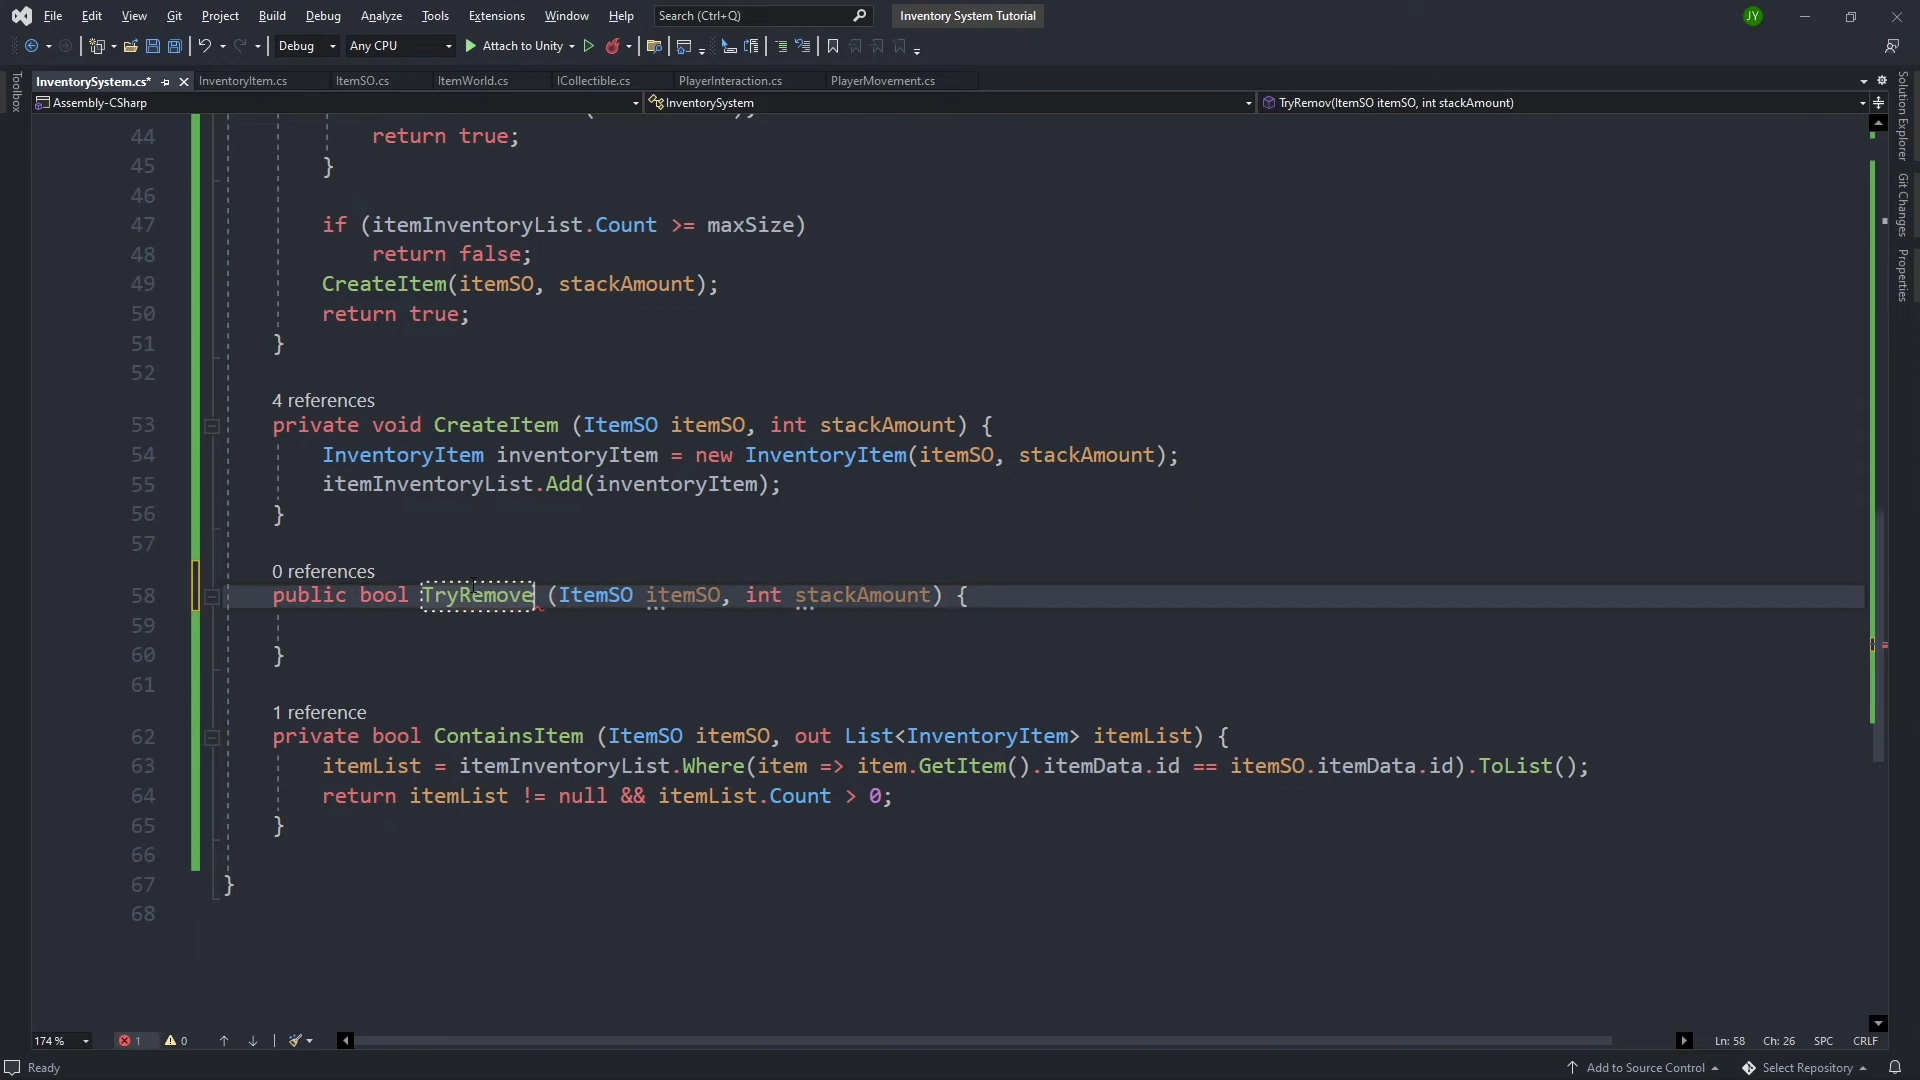 File Edit View Git Project Build Debug Analyze Tools Extensions Window Help Search (Ctrl+Q) Inventory System Tutorial JY
Debug Any CPU Attach to Unity
InventorySystem.cs* InventoryItem.cs ItemSO.cs ItemWorld.cs ICollectible.cs PlayerInteraction.cs PlayerMovement.cs
Assembly-CSharp InventorySystem TryRemov(ItemSO itemSO, int stackAmount)
Toolbox
Solution Explorer
Git Changes
Properties
44 return true;
45 }
46
47 if (itemInventoryList.Count >= maxSize)
48 return false;
49 CreateItem(itemSO, stackAmount);
50 return true;
51 }
52
4 references
53 private void CreateItem (ItemSO itemSO, int stackAmount) {
54 InventoryItem inventoryItem = new InventoryItem(itemSO, stackAmount);
55 itemInventoryList.Add(inventoryItem);
56 }
57
0 references
58 public bool TryRemove (ItemSO itemSO, int stackAmount) {
59
60 }
61
1 reference
62 private bool ContainsItem (ItemSO itemSO, out List<InventoryItem> itemList) {
63 itemList = itemInventoryList.Where(item => item.GetItem().itemData.id == itemSO.itemData.id).ToList();
64 return itemList != null && itemList.Count > 0;
65 }
66
67 }
68
174 % 1 0 Ln: 58 Ch: 26 SPC CRLF
Ready Add to Source Control Select Repository